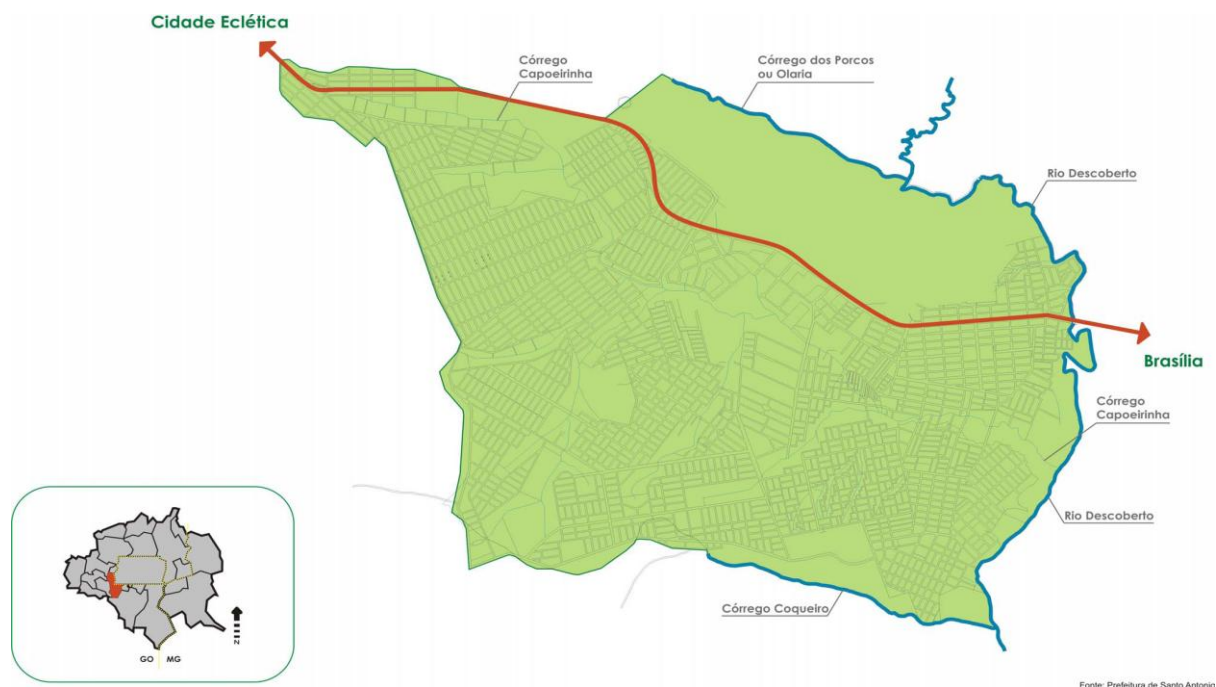 Cidade Eclética
Córrego
Capoeirinha
Córrego dos Porcos
ou Olaria
Rio Descoberto
Brasília
Córrego
Capoeirinha
Rio Descoberto
Córrego Coqueiro
GO MG
N
Fonte: Prefeitura de Santo Antonio